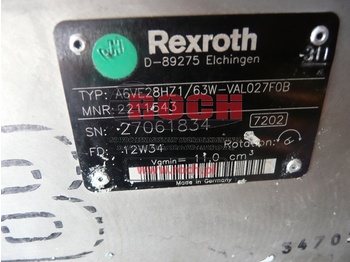 Rexroth
D-89275 Elchingen
TYP: A6VE28HZ1/63W-VAL027F0B
MNR: 2211643
SN: 27061834 7202
FD: 12W34 Rotation:
Vgmin= 11,0 cm³
Made in Germany